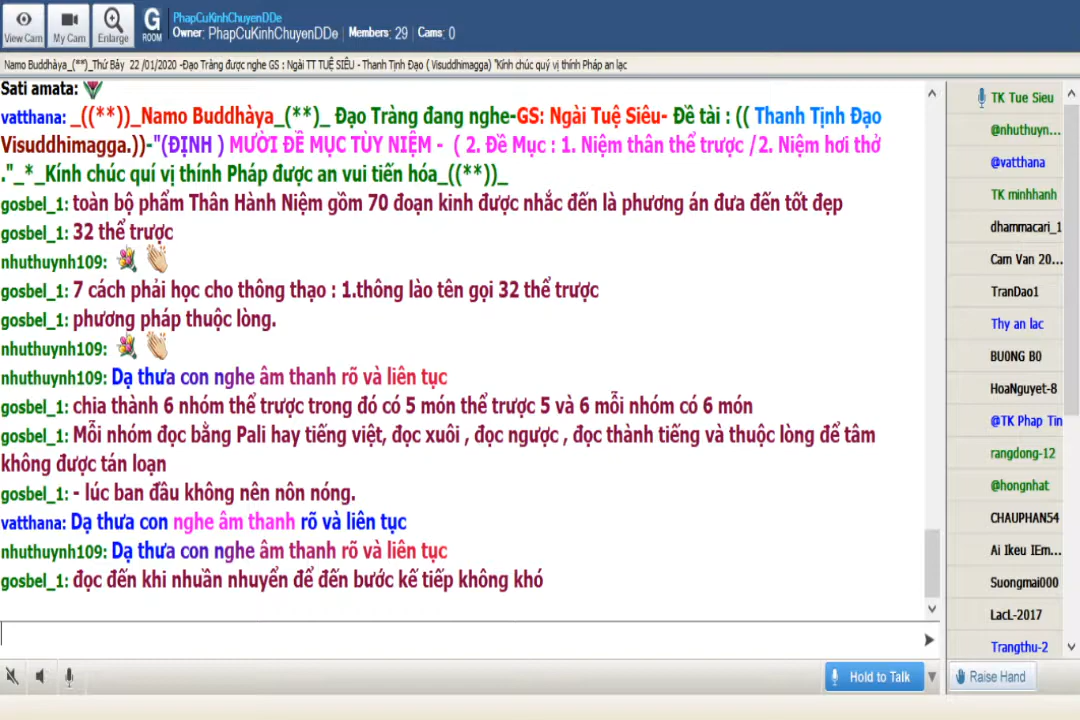 View Cam
My Cam
Enlarge
G
ROOM
PhapCuKinhChuyenDDe
Owner: PhapCuKinhChuyenDDe | Members: 29 | Cams: 0
Namo Buddhàya_(**)_Thứ Bảy 22 /01/2020 -Đạo Tràng được nghe GS : Ngài TT TUỆ SIÊU - Thanh Tịnh Đạo ( Visuddhimagga) "Kính chúc quý vị thính Pháp an lạc
Sati amata:
vatthana: _((**))_Namo Buddhàya_(**)_ Đạo Tràng đang nghe-GS: Ngài Tuệ Siêu- Đề tài : (( Thanh Tịnh Đạo
Visuddhimagga.))-"(ĐỊNH ) MƯỜI ĐỀ MỤC TÙY NIỆM - ( 2. Đề Mục : 1. Niệm thân thể trược /2. Niệm hơi thở
."_*_Kính chúc quí vị thính Pháp được an vui tiến hóa_((**))_
gosbel_1: toàn bộ phẩm Thân Hành Niệm gồm 70 đoạn kinh được nhắc đến là phương án đưa đến tốt đẹp
gosbel_1: 32 thể trược
nhuthuynh109:
gosbel_1: 7 cách phải học cho thông thạo : 1.thông lào tên gọi 32 thể trược
gosbel_1: phương pháp thuộc lòng.
nhuthuynh109:
nhuthuynh109: Dạ thưa con nghe âm thanh rõ và liên tục
gosbel_1: chia thành 6 nhóm thể trược trong đó có 5 món thể trược 5 và 6 mỗi nhóm có 6 món
gosbel_1: Mỗi nhóm đọc bằng Pali hay tiếng việt, đọc xuôi , đọc ngược , đọc thành tiếng và thuộc lòng để tâm
không được tán loạn
gosbel_1: - lúc ban đầu không nên nôn nóng.
vatthana: Dạ thưa con nghe âm thanh rõ và liên tục
nhuthuynh109: Dạ thưa con nghe âm thanh rõ và liên tục
gosbel_1: đọc đến khi nhuần nhuyển để đến bước kế tiếp không khó
TK Tue Sieu
@nhuthuyn...
@vatthana
TK minhhanh
dhammacari_1
Cam Van 20...
TranDao1
Thy an lac
BUONG BO
HoaNguyet-8
@TK Phap Tin
rangdong-12
@hongnhat
CHAUPHAN54
Ai Ikeu IEm...
Suongmai000
LacL-2017
Trangthu-2
Hold to Talk
Raise Hand